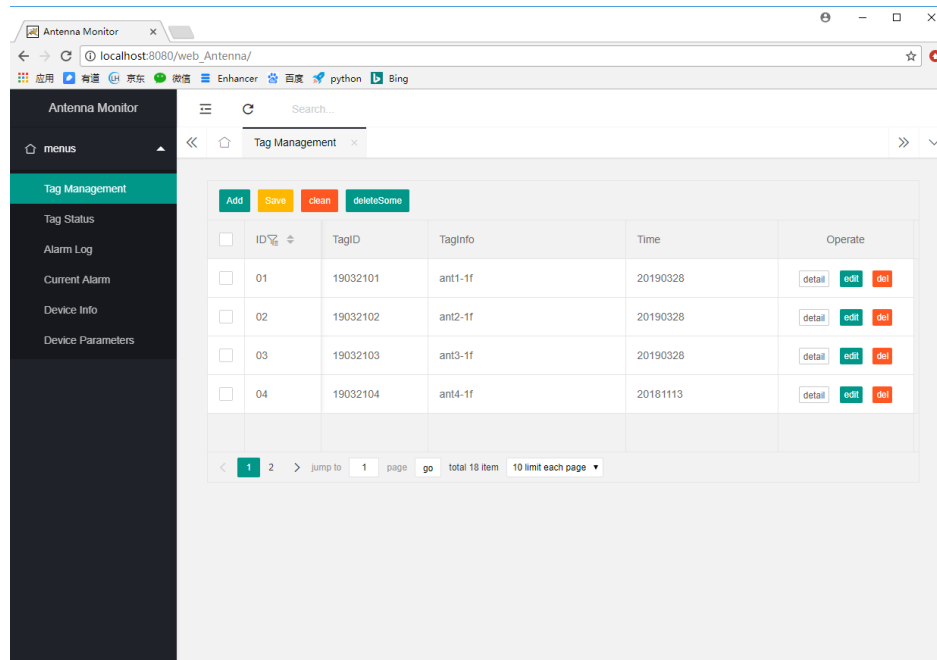 Antenna Monitor
localhost:8080/web_Antenna/
应用 有道 京东 微信 Enhancer 百度 python Bing
Antenna Monitor Search...
menus Tag Management
Tag Management
Tag Status
Alarm Log
Current Alarm
Device Info
Device Parameters
Add Save clean deleteSome
ID TagID TagInfo Time Operate
01 19032101 ant1-1f 20190328 detail edit del
02 19032102 ant2-1f 20190328 detail edit del
03 19032103 ant3-1f 20190328 detail edit del
04 19032104 ant4-1f 20181113 detail edit del
1 2 jump to 1 page go total 18 item 10 limit each page